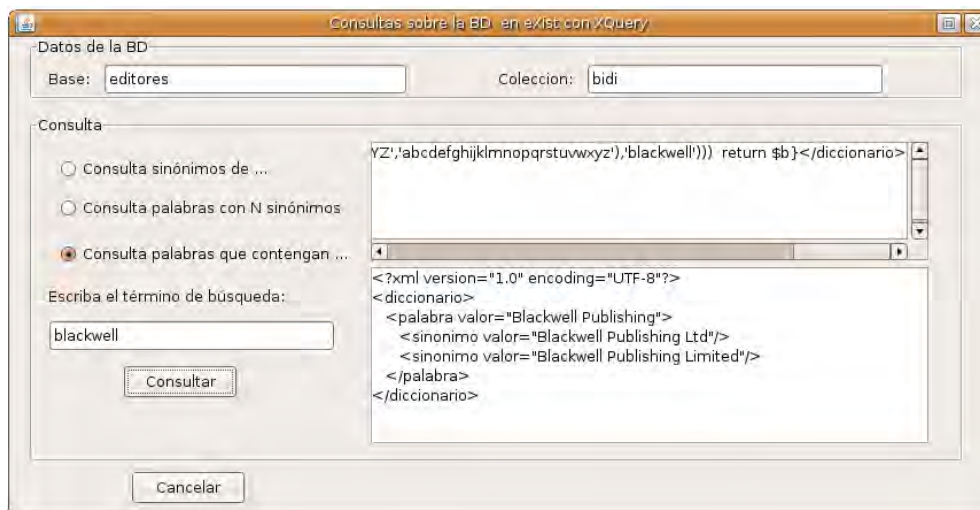 Consultas sobre la BD en eXist con XQuery
Datos de la BD
Base: editores Coleccion: bidi
Consulta
Consulta sinónimos de ...
Consulta palabras con N sinónimos
Consulta palabras que contengan ...
Escriba el término de búsqueda:
blackwell
Consultar
YZ','abcdefghijklmnopqrstuvwxyz'),'blackwell'))) return $b}</diccionario>
<?xml version="1.0" encoding="UTF-8"?>
<diccionario>
<palabra valor="Blackwell Publishing">
<sinonimo valor="Blackwell Publishing Ltd"/>
<sinonimo valor="Blackwell Publishing Limited"/>
</palabra>
</diccionario>
Cancelar